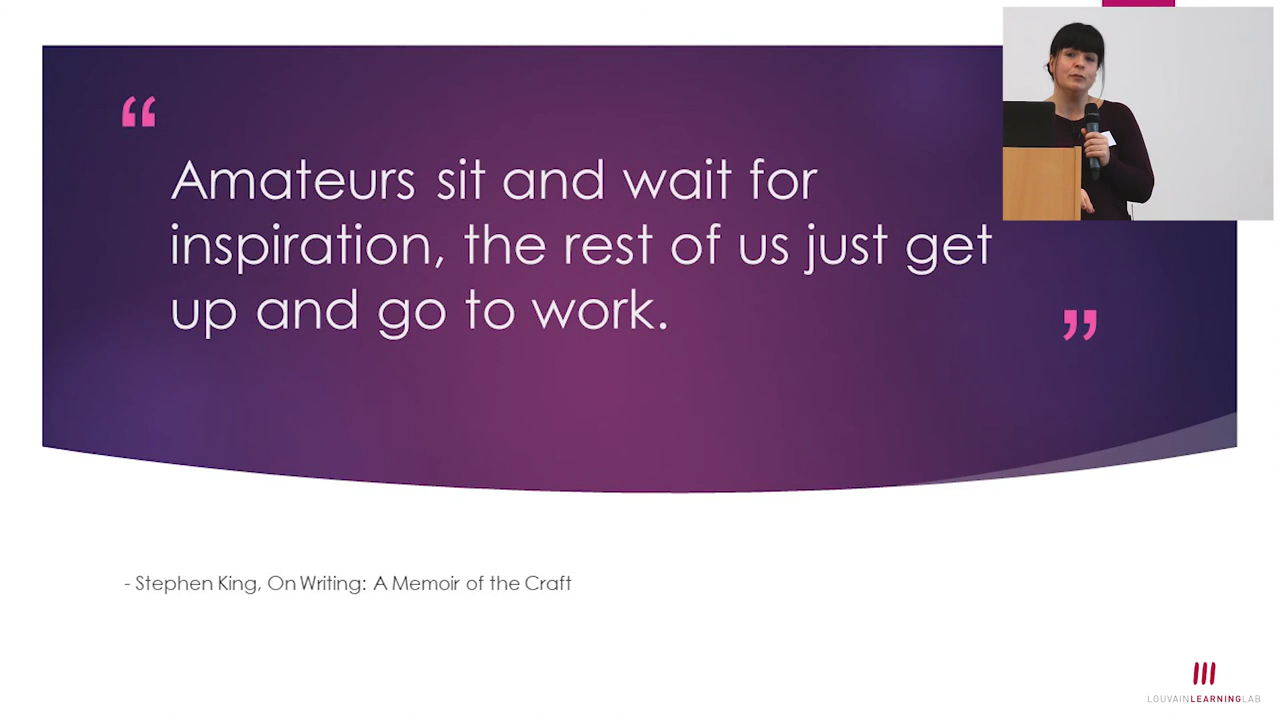 “
Amateurs sit and wait for
inspiration, the rest of us just get
up and go to work.
”
- Stephen King, On Writing: A Memoir of the Craft
LOUVAINLEARNINGLAB